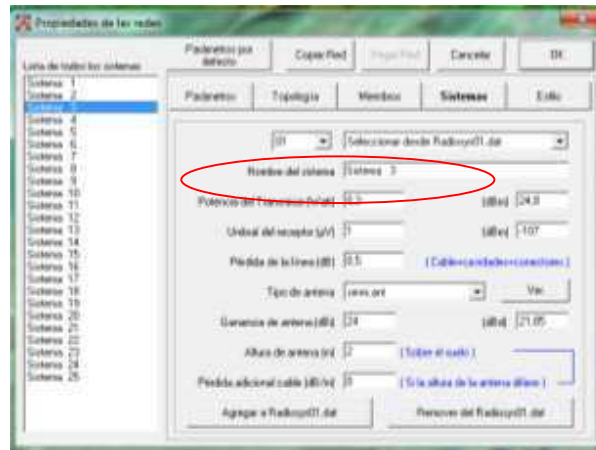 Propiedades de las redes
Lista de todos los sistemas
Parámetros por defecto
Copiar Red
Pegar Red
Cancelar
OK
Sistema 1
Sistema 2
Sistema 3
Sistema 4
Sistema 5
Sistema 6
Sistema 7
Sistema 8
Sistema 9
Sistema 10
Sistema 11
Sistema 12
Sistema 13
Sistema 14
Sistema 15
Sistema 16
Sistema 17
Sistema 18
Sistema 19
Sistema 20
Sistema 21
Sistema 22
Sistema 23
Sistema 24
Sistema 25
Parámetros Topología Miembros Sistemas Estilo
01 Seleccionar desde Radiosys01.dat
Nombre del sistema Sistema 3
Potencia del Transmisor (Watt) 0,3 (dBm) 24,8
Umbral del receptor (µV) 1 (dBm) -107
Pérdida de la línea (dB) 0,5 (Cable+cavidades+conectores)
Tipo de antena omni.ant Ver
Ganancia de antena (dBi) 24 (dBd) 21,85
Altura de antena (m) 2 (Sobre el suelo)
Pérdida adicional cable (dB/m) 0 (Si la altura de la antena difiere)
Agregar a Radiosys01.dat Remover del Radiosys01.dat